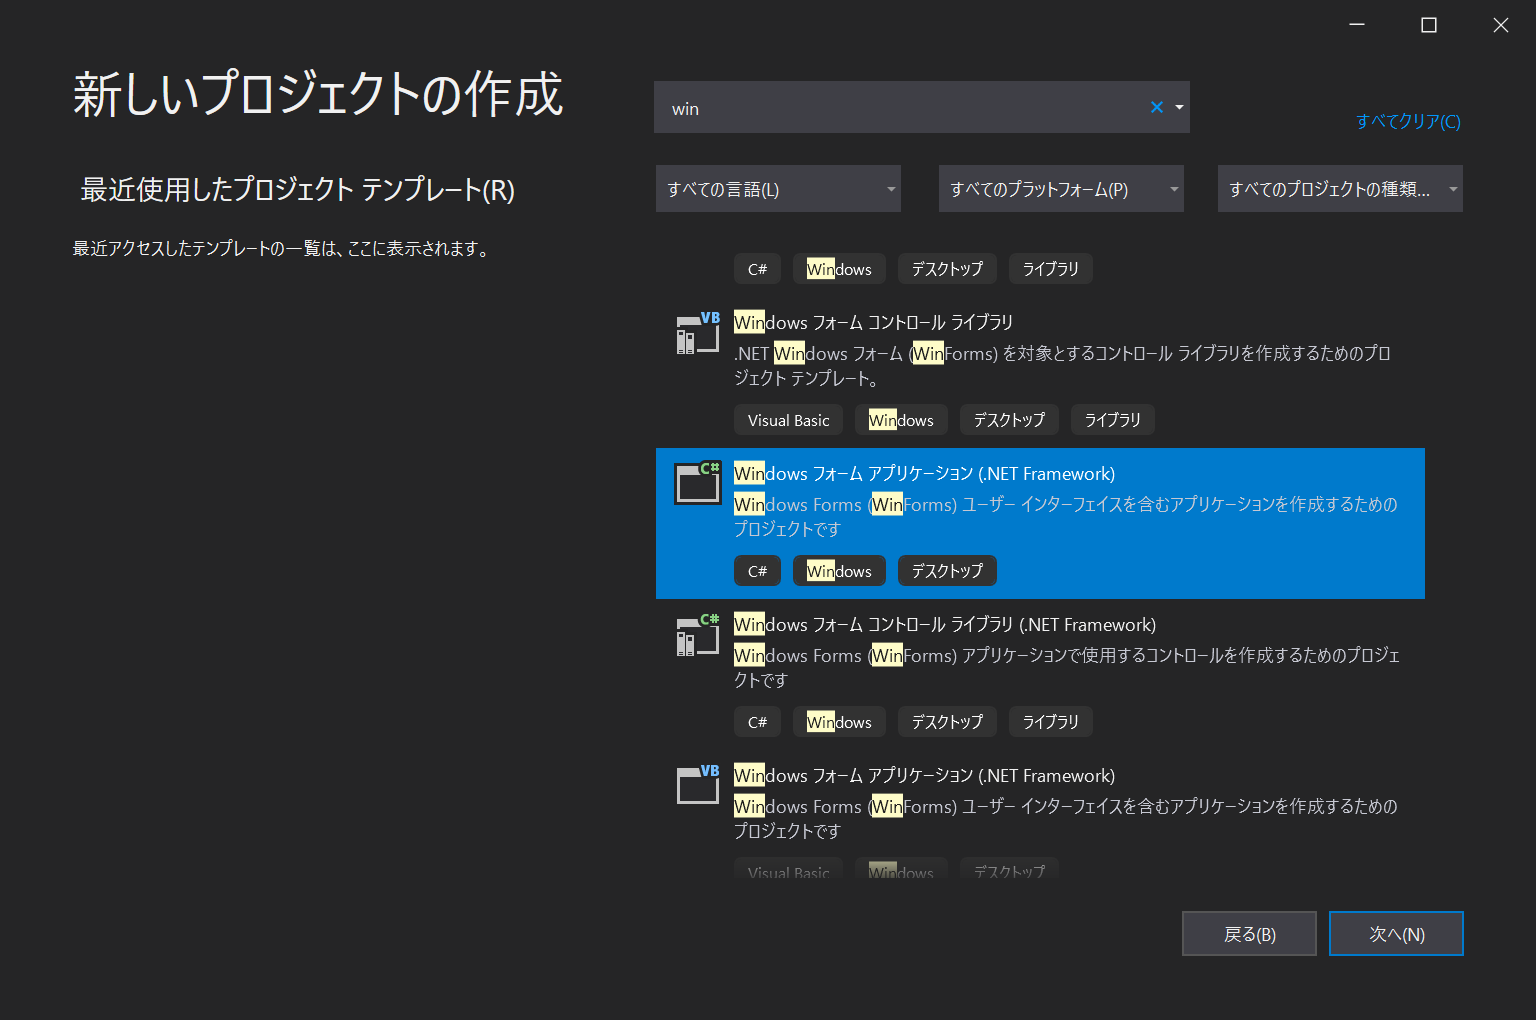 新しいプロジェクトの作成
最近使用したプロジェクト テンプレート(R)
最近アクセスしたテンプレートの一覧は、ここに表示されます。
win
すべてクリア(C)
すべての言語(L)
すべてのプラットフォーム(P)
すべてのプロジェクトの種類...
C# Windows デスクトップ ライブラリ
VB
Windows フォーム コントロール ライブラリ
.NET Windows フォーム (WinForms) を対象とするコントロール ライブラリを作成するためのプロ
ジェクト テンプレート。
Visual Basic Windows デスクトップ ライブラリ
C#
Windows フォーム アプリケーション (.NET Framework)
Windows Forms (WinForms) ユーザー インターフェイスを含むアプリケーションを作成するための
プロジェクトです
C# Windows デスクトップ
C#
Windows フォーム コントロール ライブラリ (.NET Framework)
Windows Forms (WinForms) アプリケーションで使用するコントロールを作成するためのプロジェ
クトです
C# Windows デスクトップ ライブラリ
VB
Windows フォーム アプリケーション (.NET Framework)
Windows Forms (WinForms) ユーザー インターフェイスを含むアプリケーションを作成するための
プロジェクトです
Visual Basic Windows デスクトップ
戻る(B)
次へ(N)